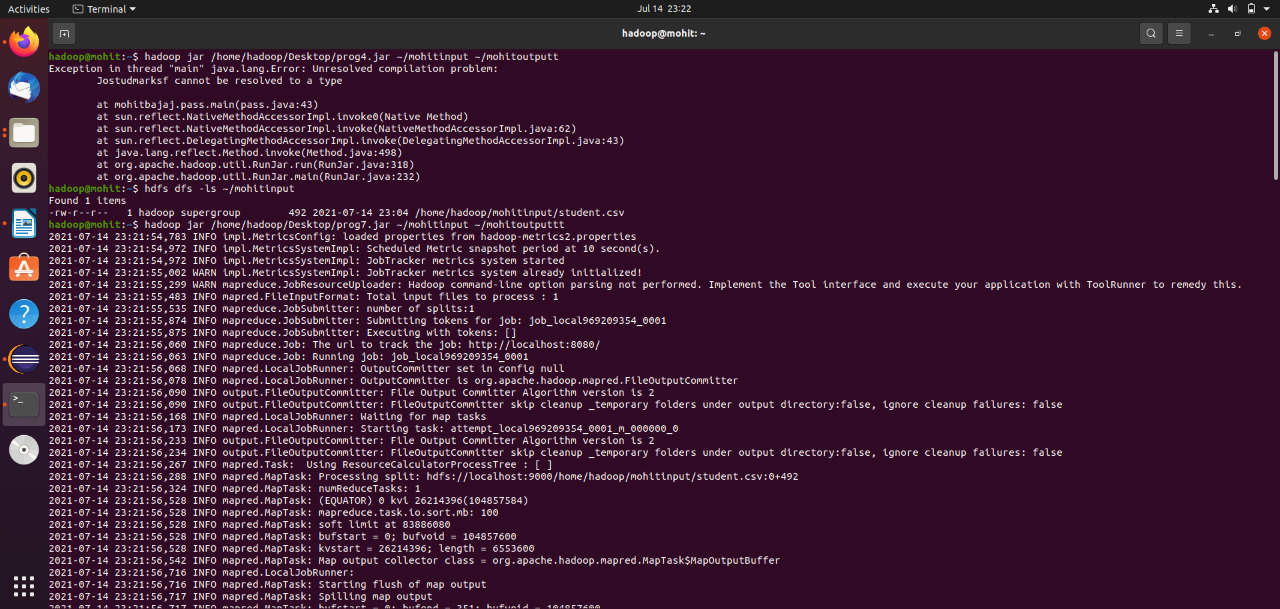 Activities
Terminal
Jul 14 23:22
hadoop@mohit: ~
hadoop@mohit:~$ hadoop jar /home/hadoop/Desktop/prog4.jar ~/mohitinput ~/mohitoutputt
Exception in thread "main" java.lang.Error: Unresolved compilation problem:
Jostudmarksf cannot be resolved to a type
at mohitbajaj.pass.main(pass.java:43)
at sun.reflect.NativeMethodAccessorImpl.invoke0(Native Method)
at sun.reflect.NativeMethodAccessorImpl.invoke(NativeMethodAccessorImpl.java:62)
at sun.reflect.DelegatingMethodAccessorImpl.invoke(DelegatingMethodAccessorImpl.java:43)
at java.lang.reflect.Method.invoke(Method.java:498)
at org.apache.hadoop.util.RunJar.run(RunJar.java:318)
at org.apache.hadoop.util.RunJar.main(RunJar.java:232)
hadoop@mohit:~$ hdfs dfs -ls ~/mohitinput
Found 1 items
-rw-r--r-- 1 hadoop supergroup 492 2021-07-14 23:04 /home/hadoop/mohitinput/student.csv
hadoop@mohit:~$ hadoop jar /home/hadoop/Desktop/prog7.jar ~/mohitinput ~/mohitoutputtt
2021-07-14 23:21:54,783 INFO impl.MetricsConfig: loaded properties from hadoop-metrics2.properties
2021-07-14 23:21:54,972 INFO impl.MetricsSystemImpl: Scheduled Metric snapshot period at 10 second(s).
2021-07-14 23:21:54,972 INFO impl.MetricsSystemImpl: JobTracker metrics system started
2021-07-14 23:21:55,002 WARN impl.MetricsSystemImpl: JobTracker metrics system already initialized!
2021-07-14 23:21:55,299 WARN mapreduce.JobResourceUploader: Hadoop command-line option parsing not performed. Implement the Tool interface and execute your application with ToolRunner to remedy this.
2021-07-14 23:21:55,483 INFO mapreduce.FileInputFormat: Total input files to process : 1
2021-07-14 23:21:55,535 INFO mapreduce.JobSubmitter: number of splits:1
2021-07-14 23:21:55,874 INFO mapreduce.JobSubmitter: Submitting tokens for job: job_local969209354_0001
2021-07-14 23:21:55,875 INFO mapreduce.JobSubmitter: Executing with tokens: []
2021-07-14 23:21:56,060 INFO mapreduce.Job: The url to track the job: http://localhost:8080/
2021-07-14 23:21:56,063 INFO mapreduce.Job: Running job: job_local969209354_0001
2021-07-14 23:21:56,068 INFO mapred.LocalJobRunner: OutputCommitter set in config null
2021-07-14 23:21:56,078 INFO mapred.LocalJobRunner: OutputCommitter is org.apache.hadoop.mapred.FileOutputCommitter
2021-07-14 23:21:56,090 INFO output.FileOutputCommitter: File Output Committer Algorithm version is 2
2021-07-14 23:21:56,090 INFO output.FileOutputCommitter: FileOutputCommitter skip cleanup _temporary folders under output directory:false, ignore cleanup failures: false
2021-07-14 23:21:56,168 INFO mapred.LocalJobRunner: Waiting for map tasks
2021-07-14 23:21:56,173 INFO mapred.LocalJobRunner: Starting task: attempt_local969209354_0001_m_000000_0
2021-07-14 23:21:56,233 INFO output.FileOutputCommitter: File Output Committer Algorithm version is 2
2021-07-14 23:21:56,234 INFO output.FileOutputCommitter: FileOutputCommitter skip cleanup _temporary folders under output directory:false, ignore cleanup failures: false
2021-07-14 23:21:56,267 INFO mapred.Task: Using ResourceCalculatorProcessTree : [ ]
2021-07-14 23:21:56,288 INFO mapred.MapTask: Processing split: hdfs://localhost:9000/home/hadoop/mohitinput/student.csv:0+492
2021-07-14 23:21:56,324 INFO mapred.MapTask: numReduceTasks: 1
2021-07-14 23:21:56,528 INFO mapred.MapTask: (EQUATOR) 0 kvi 26214396(104857584)
2021-07-14 23:21:56,528 INFO mapred.MapTask: mapreduce.task.io.sort.mb: 100
2021-07-14 23:21:56,528 INFO mapred.MapTask: soft limit at 83886080
2021-07-14 23:21:56,528 INFO mapred.MapTask: bufstart = 0; bufvoid = 104857600
2021-07-14 23:21:56,528 INFO mapred.MapTask: kvstart = 26214396; length = 6553600
2021-07-14 23:21:56,542 INFO mapred.MapTask: Map output collector class = org.apache.hadoop.mapred.MapTask$MapOutputBuffer
2021-07-14 23:21:56,716 INFO mapred.LocalJobRunner:
2021-07-14 23:21:56,716 INFO mapred.MapTask: Starting flush of map output
2021-07-14 23:21:56,717 INFO mapred.MapTask: Spilling map output
2021-07-14 23:21:56,717 INFO mapred.MapTask: bufstart = 0; bufend = 351; bufvoid = 104857600